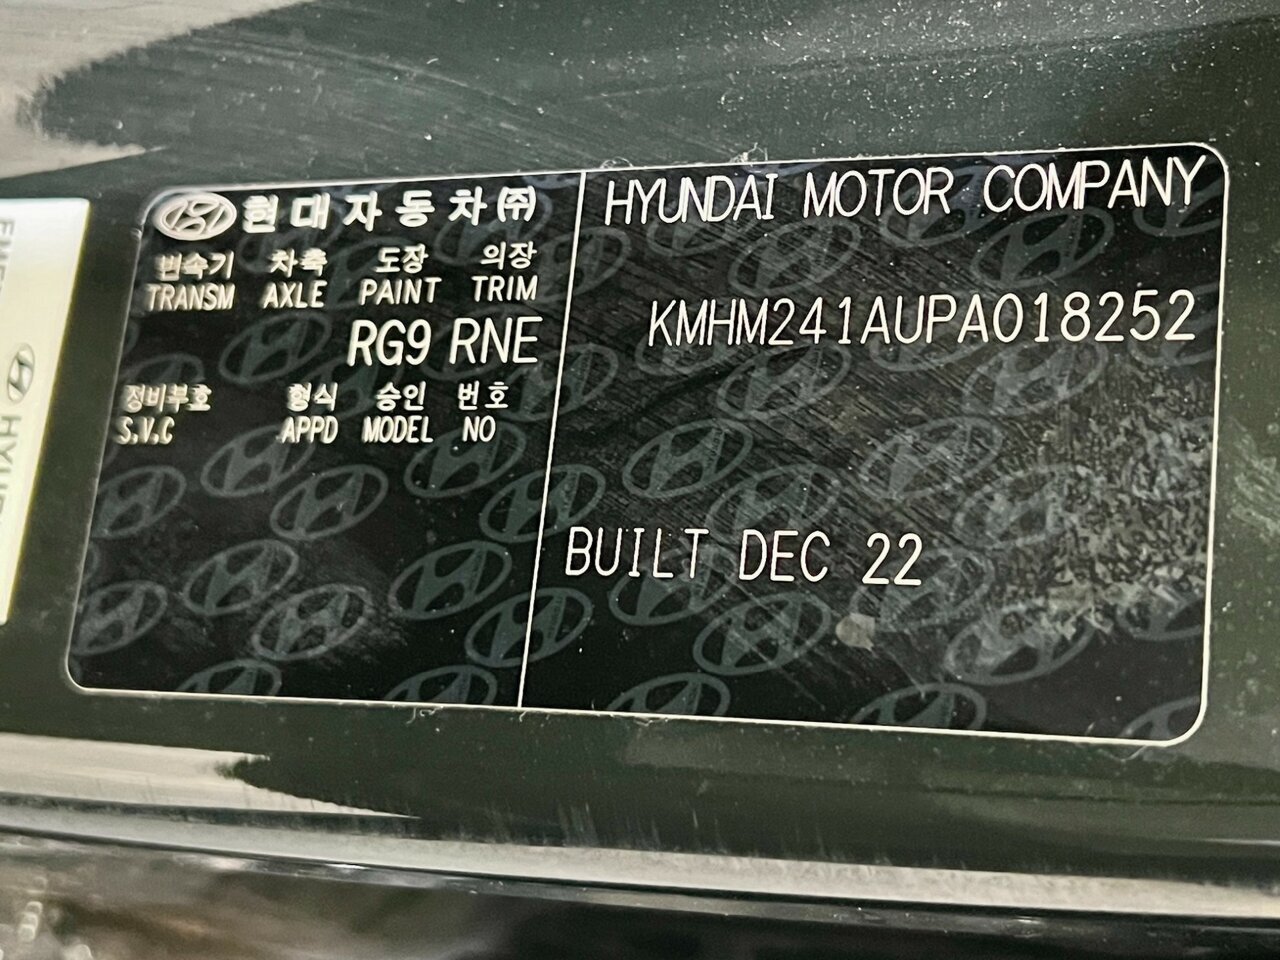 현대자동차㈜
변속기 차축 도장 의장
TRANSM AXLE PAINT TRIM
RG9 RNE
정비부호 형식 승인 번호
S.V.C APPD MODEL NO
HYUNDAI MOTOR COMPANY
KMHM241AUPA018252
BUILT DEC 22